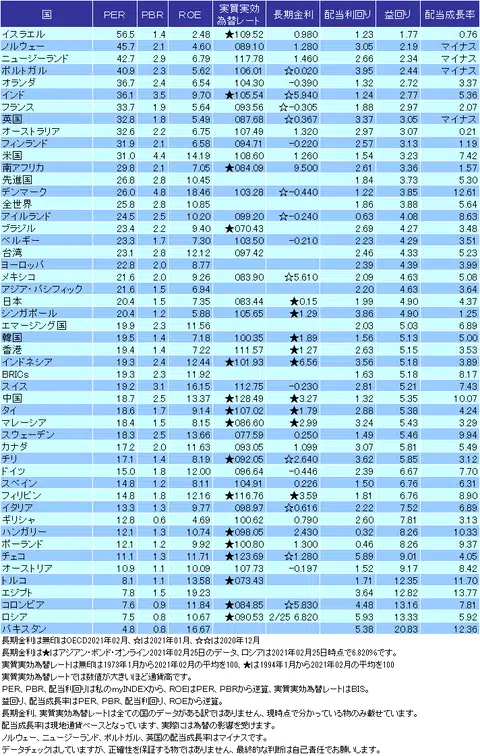 国 PER PBR ROE 実質実効為替レート 長期金利 配当利回り 益回り 配当成長率
イスラエル 56.5 1.4 2.48 ★109.52 0.980 1.23 1.77 0.76
ノルウェー 45.7 2.1 4.60 089.10 1.280 3.05 2.19 マイナス
ニュージーランド 42.7 2.9 6.79 117.78 1.460 2.66 2.34 マイナス
ポルトガル 40.9 2.3 5.62 106.01 ☆0.020 3.95 2.44 マイナス
オランダ 36.7 2.4 6.54 104.30 -0.390 1.32 2.72 3.37
インド 36.1 3.5 9.70 ★105.54 ☆5.940 1.24 2.77 5.36
フランス 33.7 1.9 5.64 093.56 ☆-0.305 1.88 2.97 2.07
英国 32.8 1.8 5.49 087.68 ☆0.367 3.37 3.05 マイナス
オーストラリア 32.6 2.2 6.75 107.49 1.320 2.97 3.07 0.21
フィンランド 31.9 2.1 6.58 094.71 -0.220 2.57 3.13 1.19
米国 31.0 4.4 14.19 108.60 1.260 1.54 3.23 7.42
南アフリカ 29.8 2.1 7.05 ★084.09 9.500 2.61 3.36 1.57
先進国 26.8 2.8 10.45 1.84 3.73 5.30
デンマーク 26.0 4.8 18.46 103.28 ☆-0.440 1.22 3.85 12.61
全世界 25.8 2.8 10.85 1.86 3.88 5.64
アイルランド 24.5 2.5 10.20 099.20 ☆-0.240 0.63 4.08 8.63
ブラジル 23.4 2.2 9.40 ★070.43 2.69 4.27 3.48
ベルギー 23.3 1.7 7.30 103.50 -0.210 2.23 4.29 3.51
台湾 23.1 2.8 12.12 097.42 2.46 4.33 5.23
ヨーロッパ 22.8 2.0 8.77 2.39 4.39 3.99
メキシコ 21.6 2.0 9.26 083.90 ☆5.610 2.09 4.63 5.08
アジア・パシフィック 21.6 1.5 6.94 2.20 4.63 3.64
日本 20.4 1.5 7.35 083.44 ★0.15 1.99 4.90 4.37
シンガポール 20.4 1.2 5.88 105.65 ★1.29 3.86 4.90 1.25
エマージング国 19.9 2.3 11.56 2.03 5.03 6.89
韓国 19.5 1.4 7.18 100.35 ★1.89 1.56 5.13 5.00
香港 19.4 1.4 7.22 111.57 ★1.27 2.63 5.15 3.53
インドネシア 19.3 2.4 12.44 ★101.93 ★6.56 3.56 5.18 3.89
BRICs 19.3 2.3 11.92 1.63 5.18 8.17
スイス 19.2 3.1 16.15 112.75 -0.230 2.81 5.21 7.43
中国 18.7 2.5 13.37 ★128.49 ★3.27 1.32 5.35 10.07
タイ 18.6 1.7 9.14 ★107.02 ★1.79 2.88 5.38 4.24
マレーシア 18.4 1.5 8.15 ★086.60 ★2.99 3.24 5.43 3.29
スウェーデン 18.3 2.5 13.66 077.59 0.250 1.49 5.46 9.94
カナダ 17.2 2.0 11.63 093.05 1.099 3.07 5.81 5.49
チリ 17.1 1.4 8.19 ★092.05 ☆2.640 3.62 5.85 3.12
ドイツ 15.0 1.8 12.00 096.64 -0.446 2.39 6.67 7.70
スペイン 14.8 1.2 8.11 104.91 0.226 1.50 6.76 6.31
フィリピン 14.8 1.8 12.16 ★116.76 ★3.59 1.81 6.76 8.90
イタリア 13.3 1.3 9.77 098.97 ☆0.616 2.22 7.52 6.89
ギリシャ 12.8 0.6 4.69 100.62 0.790 2.60 7.81 3.13
ハンガリー 12.1 1.3 10.74 ★098.05 2.430 0.32 8.26 10.33
ポーランド 12.1 1.2 9.92 ★100.80 1.300 0.46 8.26 9.37
チェコ 11.1 1.3 11.71 ★123.69 ☆1.280 5.89 9.01 4.05
オーストリア 10.9 1.1 10.09 107.73 -0.197 1.52 9.17 8.42
トルコ 8.1 1.1 13.58 ★073.43 1.71 12.35 11.70
エジプト 7.8 1.5 19.23 3.64 12.82 13.77
コロンビア 7.6 0.9 11.84 ★084.85 ☆5.830 4.48 13.16 7.81
ロシア 7.5 0.8 10.67 ★090.53 2/25 6.820 5.93 13.33 5.92
パキスタン 4.8 0.8 16.67 5.38 20.83 12.36
長期金利は無印はOECD2021年02月、☆は2021年01月、☆☆は2020年12月
長期金利は★はアジアン・ボンド・オンライン2021年02月25日のデータ、ロシアは2021年02月25日時点で6.820%です。
実質実効為替レートは無印は1973年1月から2021年02月の平均を100、★は1994年1月から2021年02月の平均を100
実質実効為替レートでは数値が大きいほど通貨高です。
PER、PBR、配当利回りは私のmyINDEXから、ROEはPER、PBRから逆算、実質実効為替レートはBIS。
益回り、配当成長率はPER、PBR、配当利回り、ROEから逆算。
長期金利、実質実効為替レートは全ての国のデータがある訳ではありません、現時点で分かっている物のみ載せています。
配当成長率は現地通貨ベースとなっています、実際には為替の影響を受けます。
ノルウェー、ニュージーランド、ポルトガル、英国の配当成長率はマイナスです。
データチェックはしていますが、正確性を保証する物ではありません、最終的な判断は自己責任でお願いします。